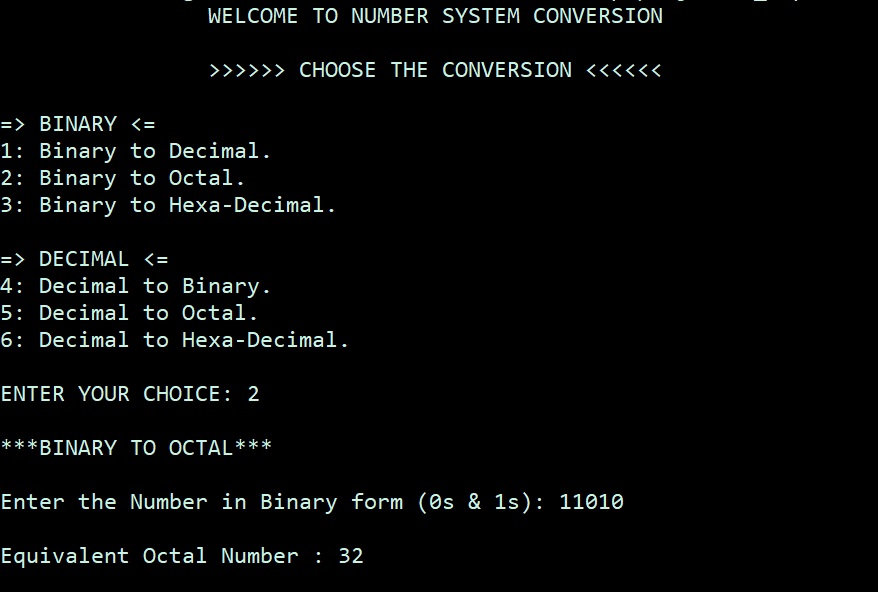 WELCOME TO NUMBER SYSTEM CONVERSION
>>>>>> CHOOSE THE CONVERSION <<<<<<
=> BINARY <=
1: Binary to Decimal.
2: Binary to Octal.
3: Binary to Hexa-Decimal.
=> DECIMAL <=
4: Decimal to Binary.
5: Decimal to Octal.
6: Decimal to Hexa-Decimal.
ENTER YOUR CHOICE: 2
***BINARY TO OCTAL***
Enter the Number in Binary form (0s & 1s): 11010
Equivalent Octal Number : 32